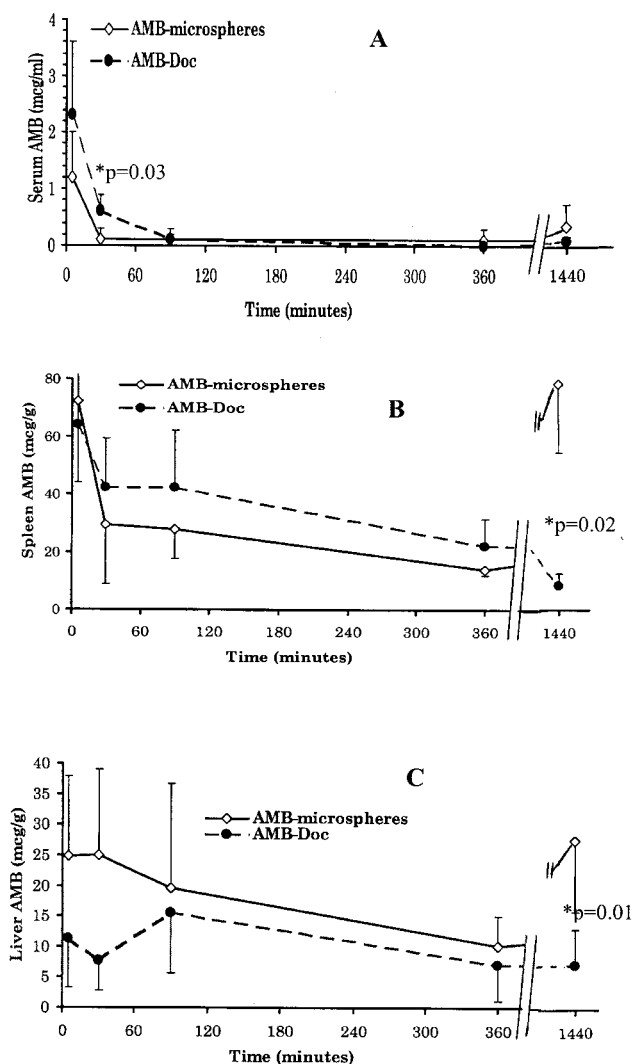 AMB-microspheres
AMB-Doc
A
Serum AMB (mcg/ml)
4
3
2
1
0
*p=0.03
0 60 120 180 240 300 360 1440
Time (minutes)
AMB-microspheres
AMB-Doc
B
Spleen AMB (mcg/g)
80
60
40
20
0
*p=0.02
0 60 120 180 240 300 360 1440
Time (minutes)
C
AMB-microspheres
AMB-Doc
Liver AMB (mcg/g)
40
35
30
25
20
15
10
5
0
*p=0.01
0 60 120 180 240 300 360 1440
Time (minutes)